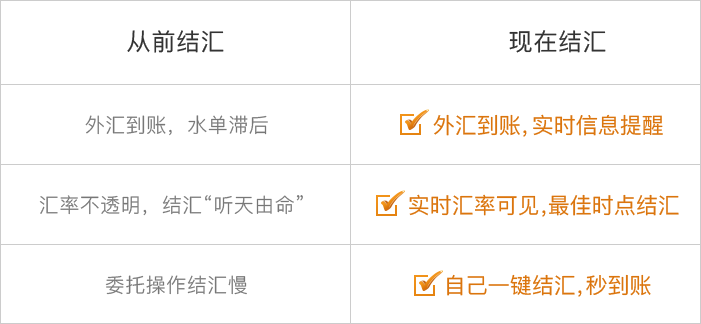 从前结汇
现在结汇
外汇到账，水单滞后
外汇到账,实时信息提醒
汇率不透明，结汇“听天由命”
实时汇率可见,最佳时点结汇
委托操作结汇慢
自己一键结汇,秒到账